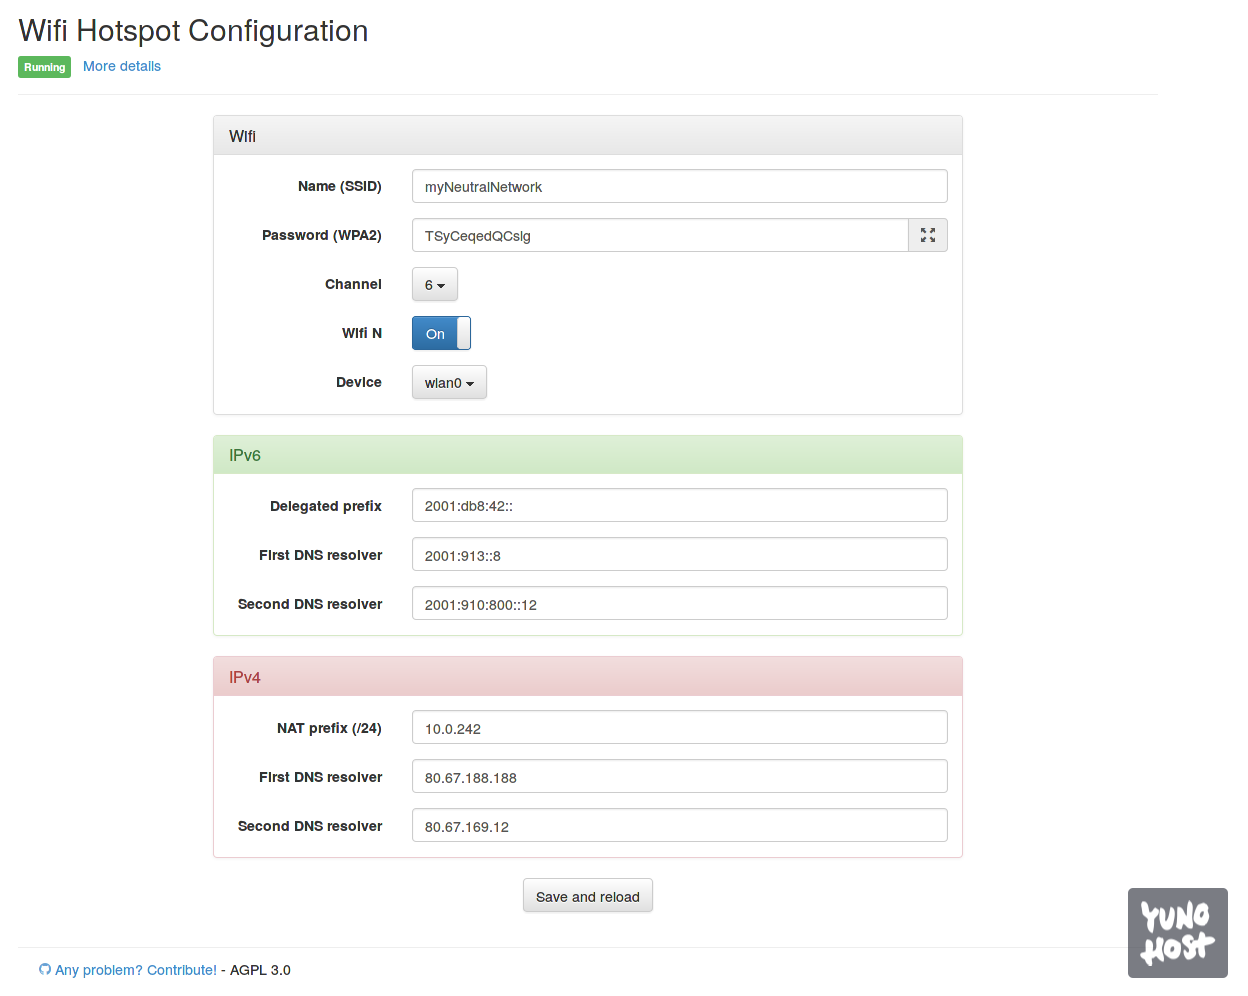 Wifi Hotspot Configuration
Running More details
Wifi
Name (SSID) myNeutralNetwork
Password (WPA2) TSyCeqedQCslg
Channel 6
Wifi N On
Device wlan0
IPv6
Delegated prefix 2001:db8:42::
First DNS resolver 2001:913::8
Second DNS resolver 2001:910:800::12
IPv4
NAT prefix (/24) 10.0.242
First DNS resolver 80.67.188.188
Second DNS resolver 80.67.169.12
Save and reload
YUNO
HOST
Any problem? Contribute! - AGPL 3.0